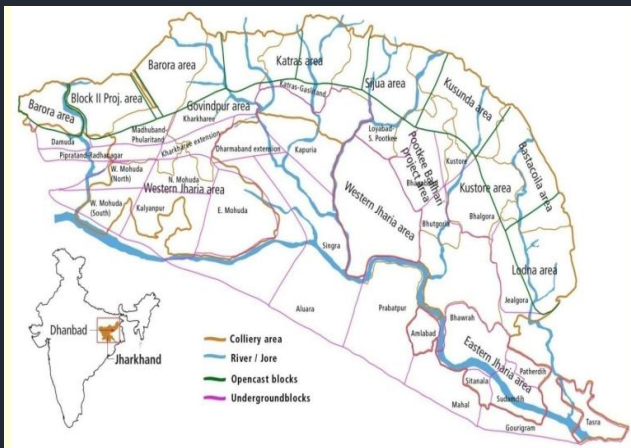 Barora area
Katras area
Sijua area
Kusunda area
Block II Proj. area
Barora area
Govindpur area
Kharkharee
Madhuband-
Phularitand
Kharkharee extension
Damuda
Pipratand-Radhanagar
Dharmaband extension
Kapuria
Loyabad-
S. Pootkee
Pootkee Balihari
project area
Kustore
Kustore area
Bastacolla area
W. Mohuda
(North)
N. Mohuda
Western Jharia area
W. Mohuda
(South)
Kalyanpur
E. Mohuda
Western Jharia area
Bhutgoria
Bhalgora
Singra
Lodna area
Jealgora
Aluara
Prabatpur
Bhawrah
Amlabad
Eastern Jharia area
Patherdih
Sitanala
Sudamdih
Mahal
Gourigram
Tasra
Dhanbad
Jharkhand
Colliery area
River / Jore
Opencast blocks
Undergroundblocks